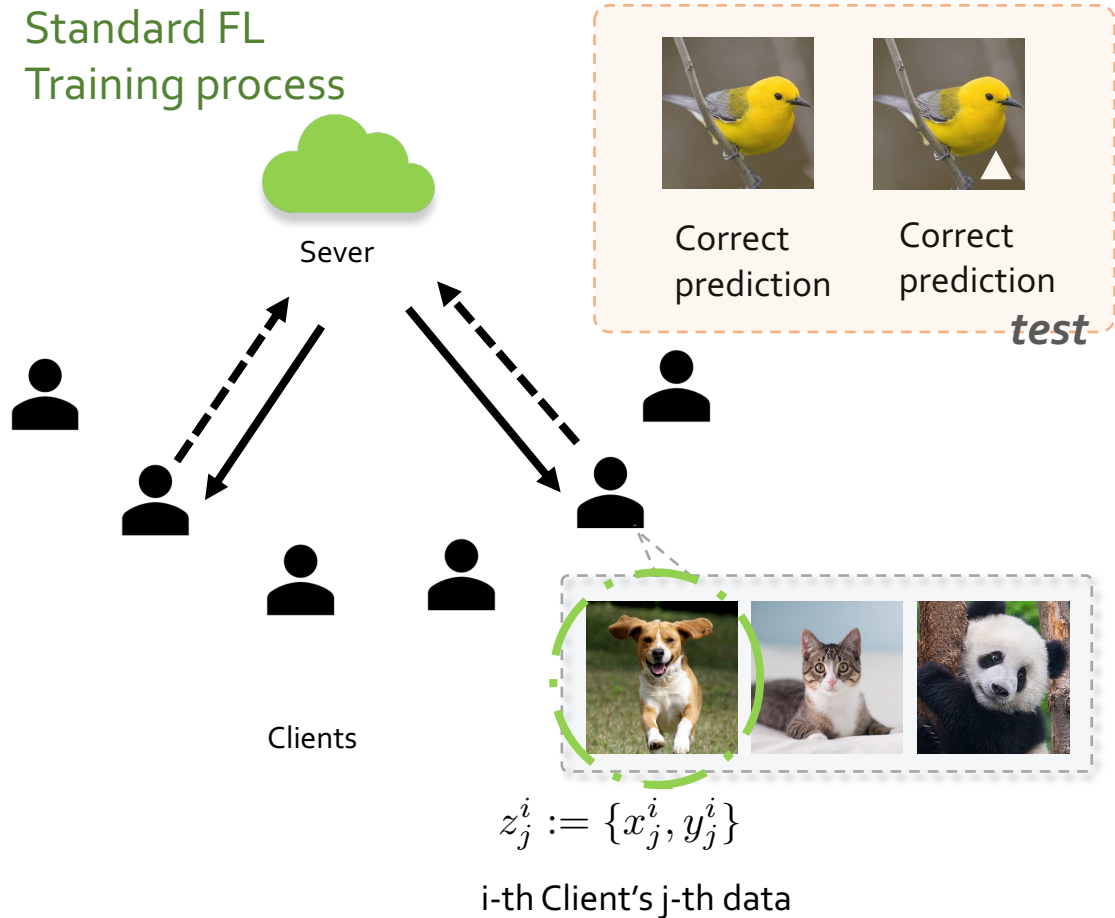 Standard FL
Training process
Sever
Correct
prediction
Correct
prediction
test
Clients
$z_j^i := \{x_j^i, y_j^i\}$
i-th Client's j-th data